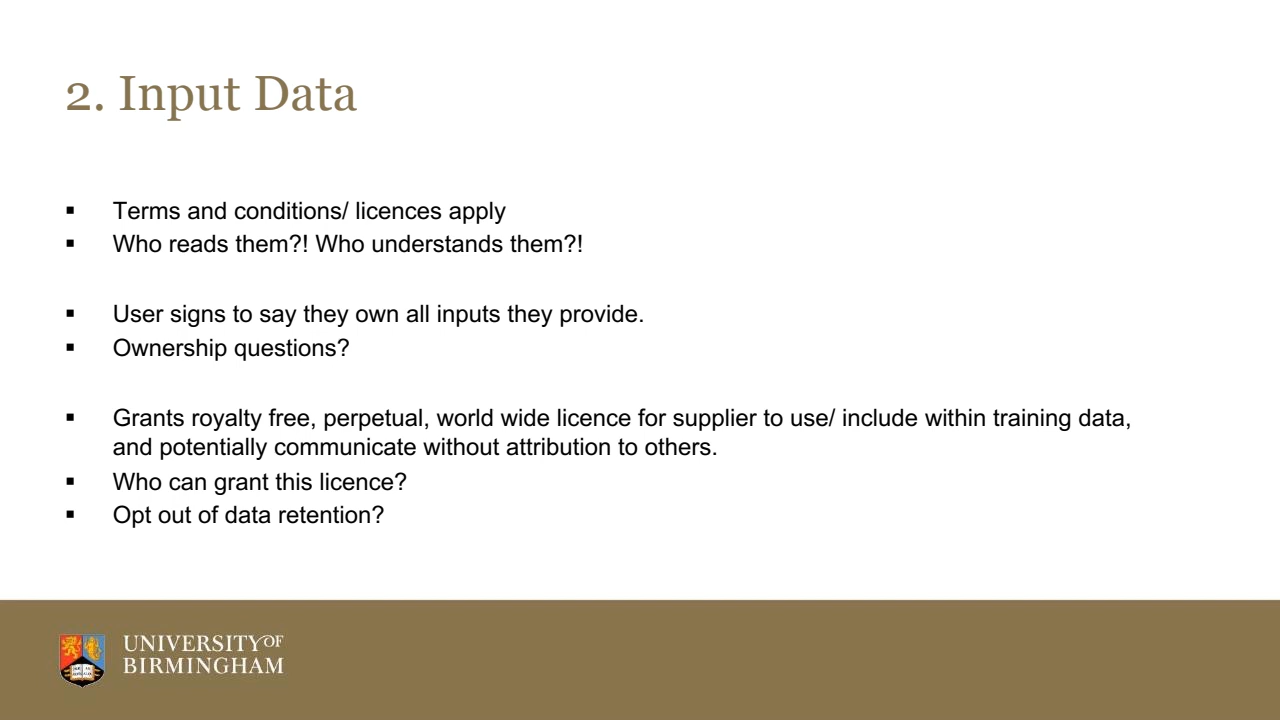 2. Input Data
▪ Terms and conditions/ licences apply
▪ Who reads them?! Who understands them?!
▪ User signs to say they own all inputs they provide.
▪ Ownership questions?
▪ Grants royalty free, perpetual, world wide licence for supplier to use/ include within training data,
and potentially communicate without attribution to others.
▪ Who can grant this licence?
▪ Opt out of data retention?
UNIVERSITY OF
BIRMINGHAM